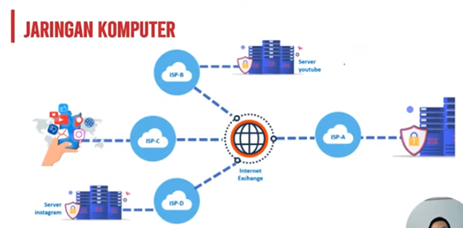 JARINGAN KOMPUTER
ISP-B
Server
youtube
ISP-C
ISP-A
Internet
Exchange
Server
instagram
ISP-D